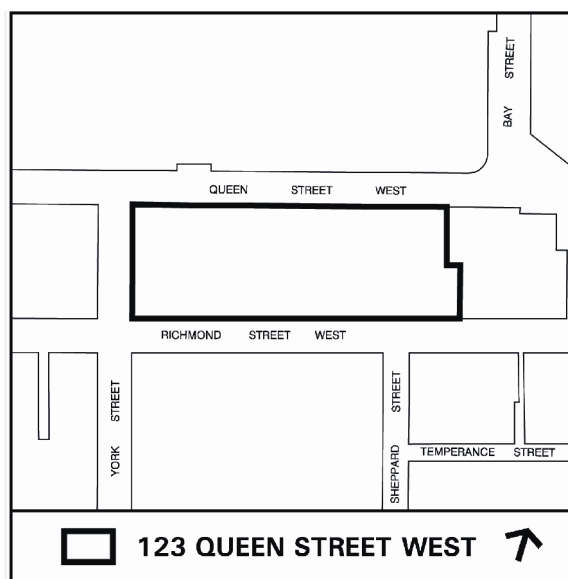 BAY STREET
QUEEN STREET WEST
RICHMOND STREET WEST
YORK STREET
SHEPPARD STREET
TEMPERANCE STREET
123 QUEEN STREET WEST